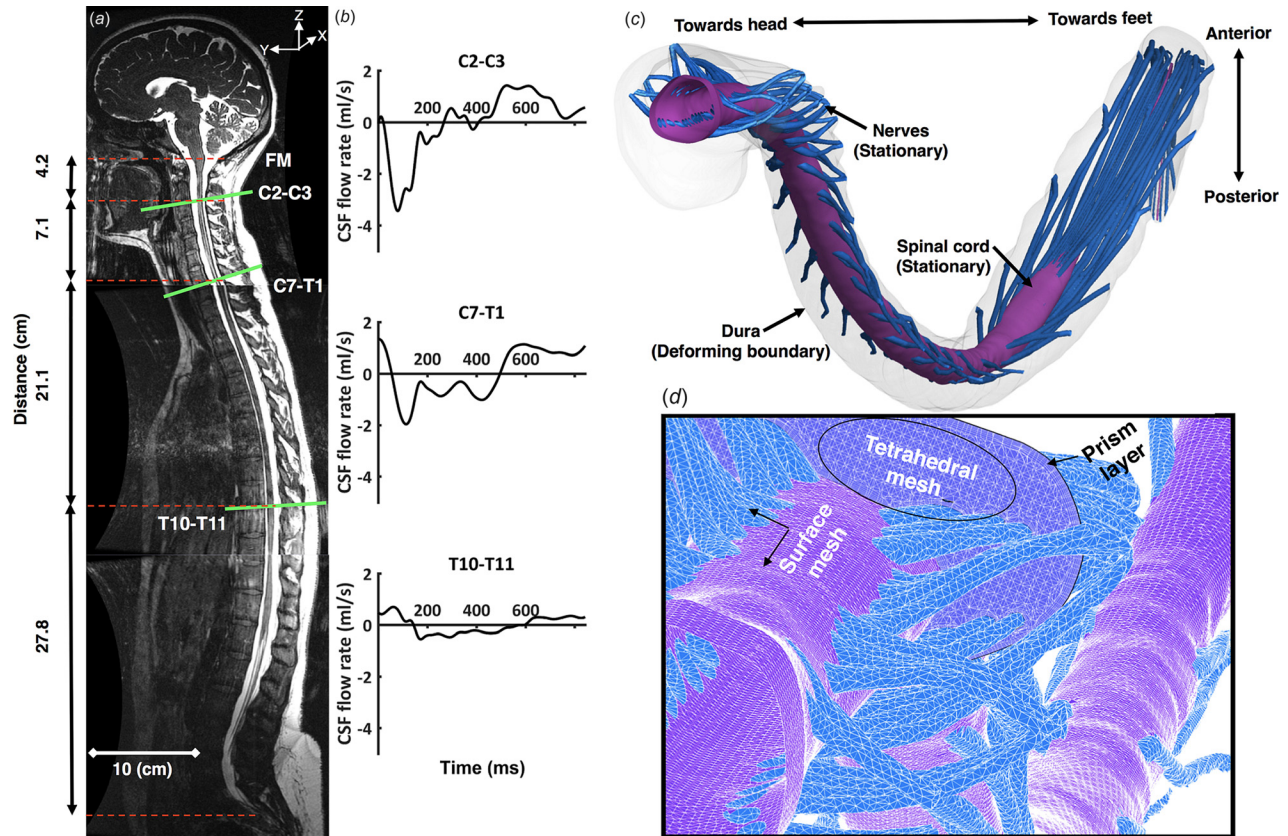 (a)
Z
Y
X
FM
C2-C3
C7-T1
T10-T11
Distance (cm)
4.2
7.1
21.1
27.8
10 (cm)
(b)
C2-C3
CSF flow rate (ml/s)
2
0
-2
-4
200
400
600
C7-T1
CSF flow rate (ml/s)
2
0
-2
-4
200
400
600
T10-T11
CSF flow rate (ml/s)
2
0
-2
-4
200
400
600
Time (ms)
(c)
Towards head
Towards feet
Anterior
Posterior
Nerves
(Stationary)
Spinal cord
(Stationary)
Dura
(Deforming boundary)
(d)
Tetrahedral
mesh
Prism
layer
Surface
mesh